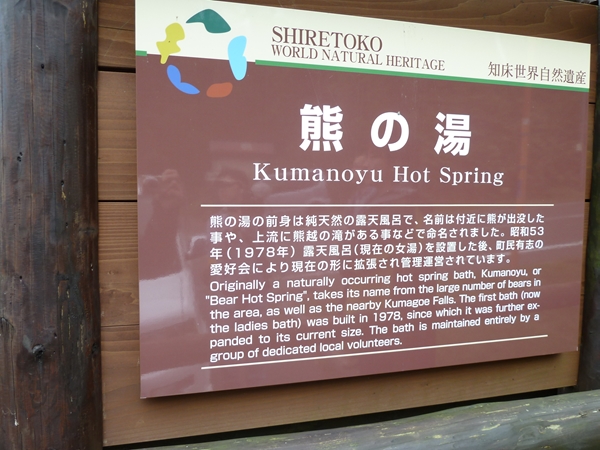 SHIRETOKO
WORLD NATURAL HERITAGE
知床世界自然遺産
熊の湯
Kumanoyu Hot Spring
熊の湯の前身は純天然の露天風呂で、名前は付近に熊が出没した
事や、上流に熊越の滝がある事などで命名されました。昭和53
年(1978年) 露天風呂(現在の女湯)を設置した後、町民有志の
愛好会により現在の形に拡張され管理運営されています。
Originally a naturally occurring hot spring bath, Kumanoyu, or
"Bear Hot Spring", takes its name from the large number of bears in
the area, as well as the nearby Kumagoe Falls. The first bath (now
the ladies bath) was built in 1978, since which it was further ex-
panded to its current size. The bath is maintained entirely by a
group of dedicated local volunteers.